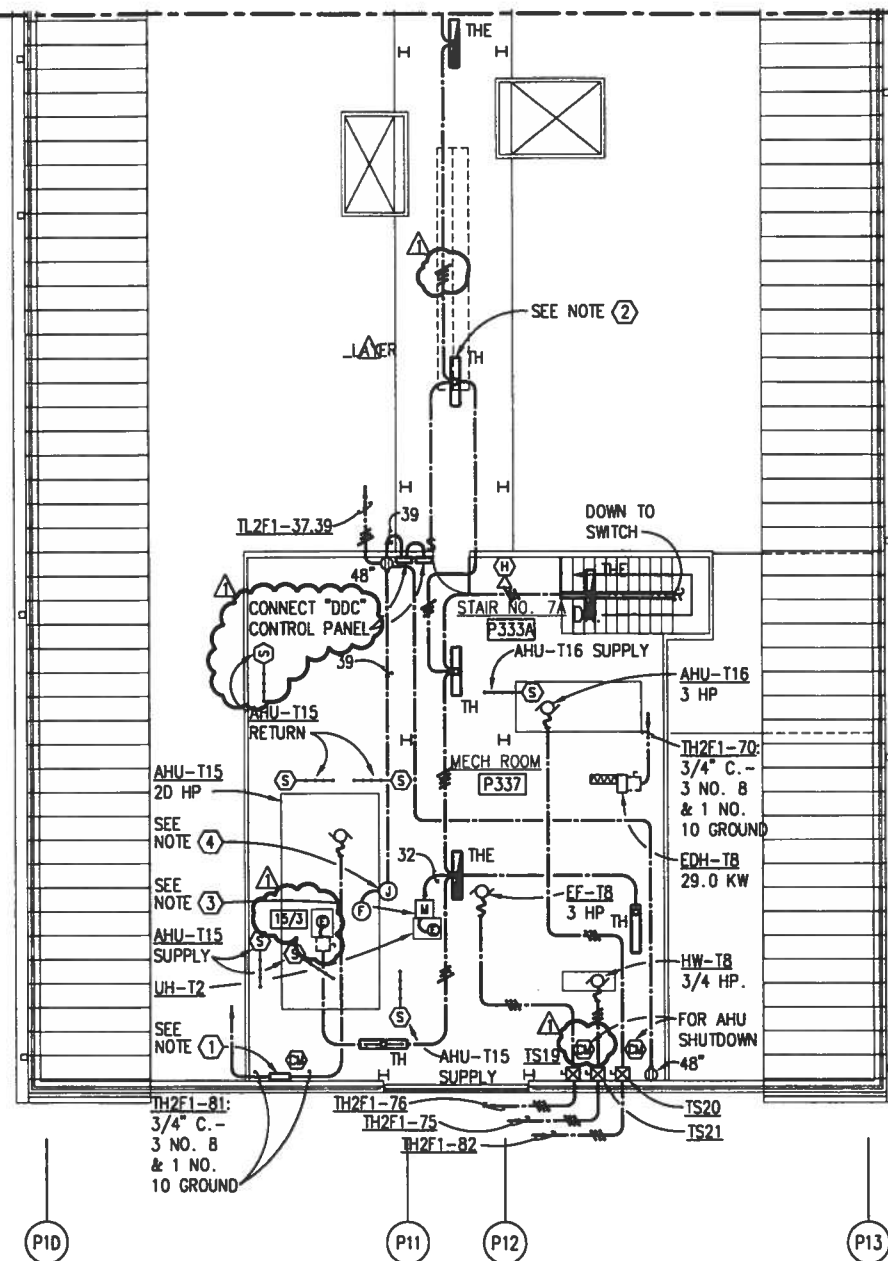 THE
1
SEE NOTE 2
_LAYER
1
TH
DOWN TO
SWITCH
TL2F1-37,39
39
S
48"
H
THE
STAIR NO. 7A
P333A
1
CONNECT "DDC"
CONTROL PANEL
S
39
AHU-T16 SUPPLY
S
AHU-T16
3 HP
TH
AHU-T15
RETURN
S
S
MECH ROOM
P337
TH2F1-70:
3/4" C.-
3 NO. 8
& 1 NO.
10 GROUND
AHU-T15
20 HP
SEE
NOTE 4
EDH-T8
29.0 KW
THE
32
J
F
M
EF-T8
3 HP
TH
SEE
NOTE 3
1
15/3
F
F
AHU-T15
SUPPLY
S
S
UH-T2
HW-T8
3/4 HP.
S
SEE
NOTE 1
TH
AHU-T15
SUPPLY
1
TS19
FOR AHU
SHUTDOWN
48"
TH2F1-81:
3/4" C.-
3 NO. 8
& 1 NO.
10 GROUND
TH2F1-76
TH2F1-75
TH2F1-82
TS20
TS21
P10
P11
P12
P13